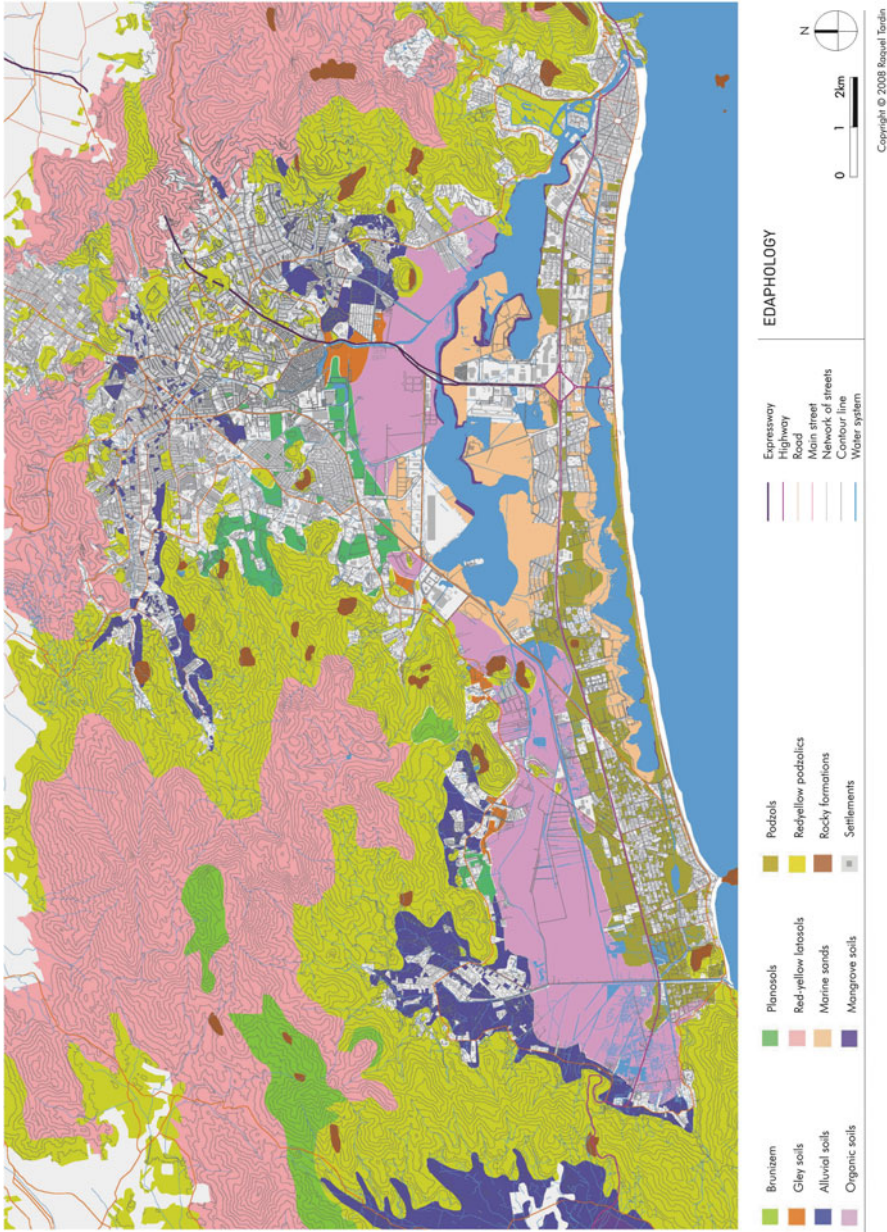 EDAPHOLOGY
N
0 1 2km
Brunizem
Gley soils
Alluvial soils
Organic soils
Planosols
Red-yellow latosols
Marine sands
Mangrove soils
Podzols
Redyellow podzolics
Rocky formations
Settlements
Expressway
Highway
Road
Main street
Network of streets
Contour line
Water system
Copyright © 2008 Raquel Tardin